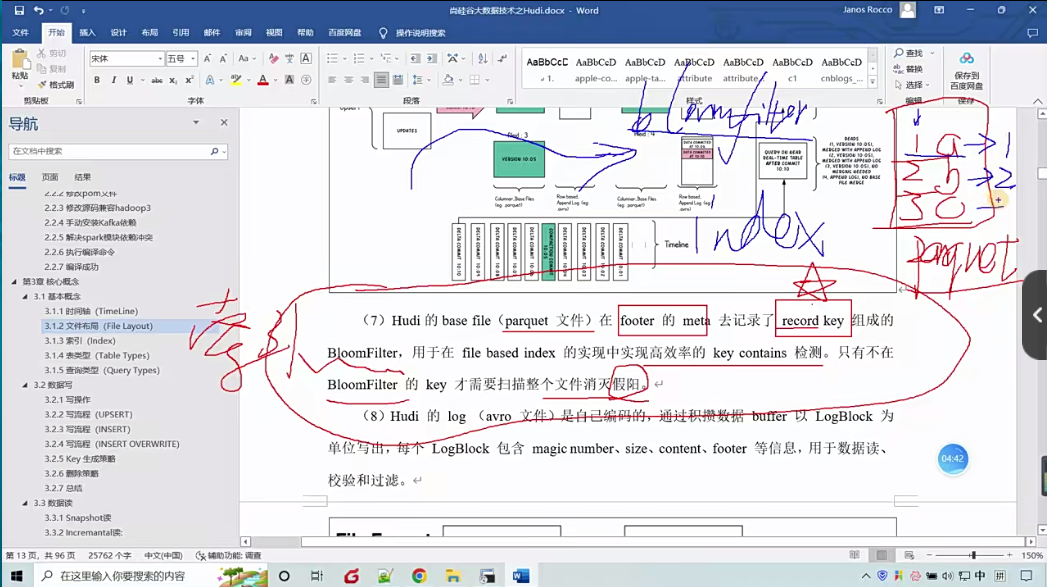 尚硅谷大数据技术之Hudi.docx - Word
Janos Rocco
文件 开始 插入 设计 布局 引用 邮件 审阅 视图 帮助 百度网盘 操作说明搜索
剪切
复制
格式刷
粘贴
宋体 五号
AaBbCcD AaBbCcD AaBbCcD AaBbCcD AaBbCcD AaBbCcD AaBbCcD
apple-co... apple-ta... attribute attribute... c1 cnblogs_...
查找
替换
选择
保存到
百度网盘
剪贴板 字体 段落 样式 编辑 保存
导航
在文档中搜索
标题 页面 结果
2.2.2 修改pom文件
2.2.3 修改源码兼容hadoop3
2.2.4 手动安装Kafka依赖
2.2.5 解决spark模块依赖冲突
2.2.6 执行编译命令
2.2.7 编译成功
第3章 核心概念
3.1 基本概念
3.1.1 时间轴（TimeLine）
3.1.2 文件布局（File Layout）
3.1.3 索引（Index）
3.1.4 表类型（Table Types）
3.1.5 查询类型（Query Types）
3.2 数据写
3.2.1 写操作
3.2.2 写流程（UPSERT）
3.2.3 写流程（INSERT）
3.2.4 写流程（INSERT OVERWRITE）
3.2.5 Key 生成策略
3.2.6 删除策略
3.2.7 总结
3.3 数据读
3.3.1 Snapshot读
3.3.2 Incremantal读:
UPDATES
VERSION 10:05
QUERY ON NEAR
REAL-TIME TABLE
AFTER COMMIT
10:10
Columnar, Base Files
(eg: parquet)
Row based,
Append Log (eg: avro)
Columnar, Base Files
(eg: parquet)
Row based,
Append Log (eg: avro)
Timeline
bloomfilter
index
1 a → 1
2 b → 2
3 c
parquet
（7）Hudi 的 base file（parquet 文件）在 footer 的 meta 去记录了 record key 组成的
BloomFilter，用于在 file based index 的实现中实现高效率的 key contains 检测。只有不在
BloomFilter 的 key 才需要扫描整个文件消灭假阳。
（8）Hudi 的 log （avro 文件）是自己编码的，通过积攒数据 buffer 以 LogBlock 为
单位写出，每个 LogBlock 包含 magic number、size、content、footer 等信息，用于数据读、
校验和过滤。
04:42
第 13 页，共 96 页 25762 个字 中文(中国) 辅助功能: 调查
150%
在这里输入你要搜索的内容
中 拼